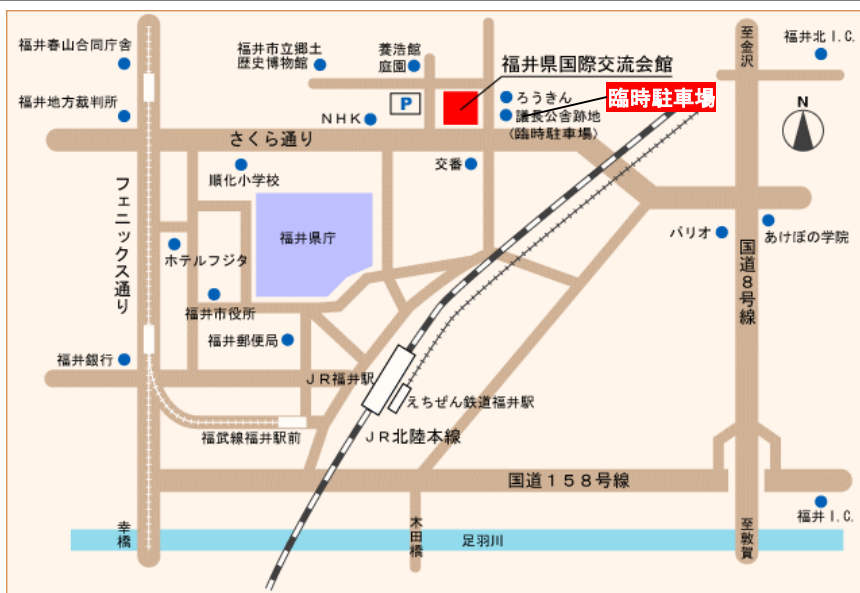 福井春山合同庁舎
福井市立郷土
歴史博物館
養浩館
庭園
福井県国際交流会館
至金沢
福井北 I.C.
福井地方裁判所
P
NHK
ろうきん
議長公舎跡地
(臨時駐車場)
臨時駐車場
N
さくら通り
順化小学校
交番
フェニックス通り
福井県庁
ホテルフジタ
パリオ
あけぼの学院
国道8号線
福井市役所
福井郵便局
福井銀行
JR福井駅
えちぜん鉄道福井駅
福武線福井駅前
JR北陸本線
国道158号線
福井 I.C.
幸橋
木田橋
足羽川
至敦賀